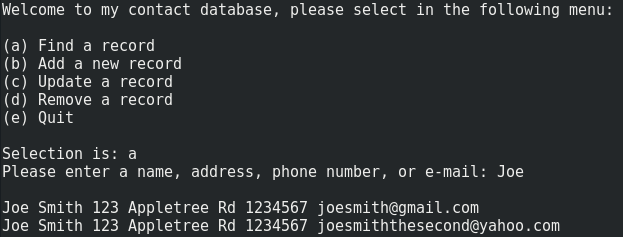 Welcome to my contact database, please select in the following menu:
(a) Find a record
(b) Add a new record
(c) Update a record
(d) Remove a record
(e) Quit
Selection is: a
Please enter a name, address, phone number, or e-mail: Joe
Joe Smith 123 Appletree Rd 1234567 joesmith@gmail.com
Joe Smith 123 Appletree Rd 1234567 joesmiththesecond@yahoo.com